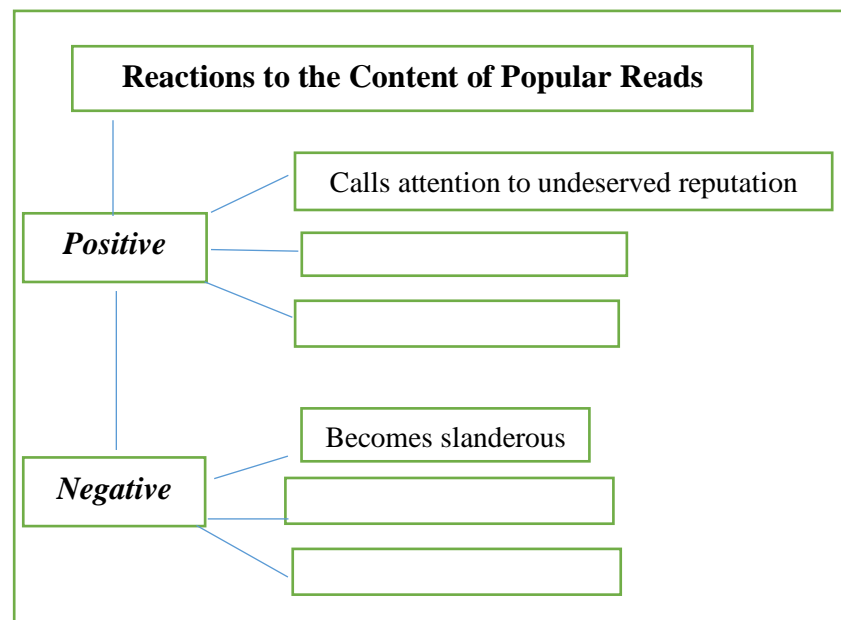 Reactions to the Content of Popular Reads
Calls attention to undeserved reputation
Positive
Becomes slanderous
Negative